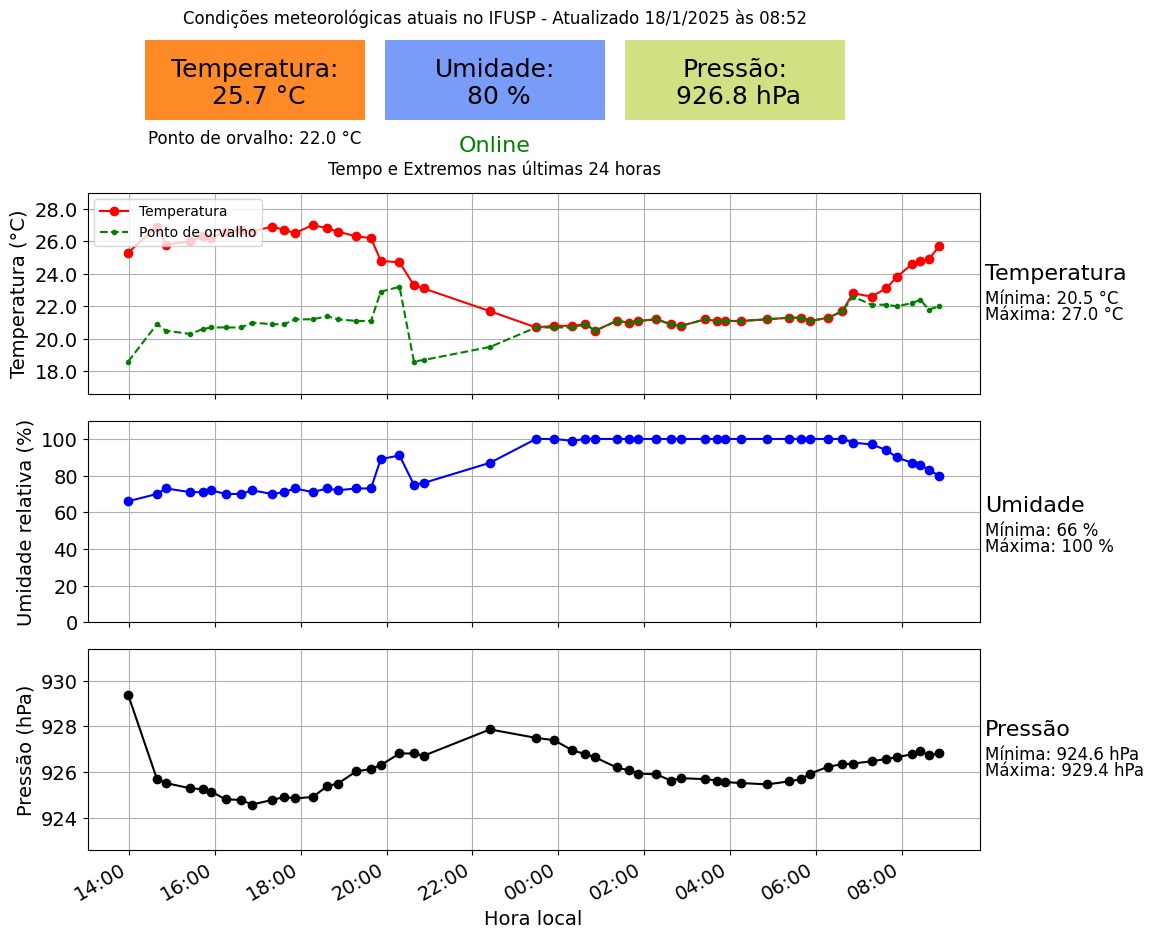 Condições meteorológicas atuais no IFUSP - Atualizado 18/1/2025 às 08:52
Temperatura:
25.7 °C
Umidade:
80 %
Pressão:
926.8 hPa
Ponto de orvalho: 22.0 °C
Online
Tempo e Extremos nas últimas 24 horas
Temperatura (°C)
28.0
26.0
24.0
22.0
20.0
18.0
Temperatura
Ponto de orvalho
Temperatura
Mínima: 20.5 °C
Máxima: 27.0 °C
Umidade relativa (%)
100
80
60
40
20
0
Umidade
Mínima: 66 %
Máxima: 100 %
Pressão (hPa)
930
928
926
924
Pressão
Mínima: 924.6 hPa
Máxima: 929.4 hPa
14:00
16:00
18:00
20:00
22:00
00:00
02:00
04:00
06:00
08:00
Hora local